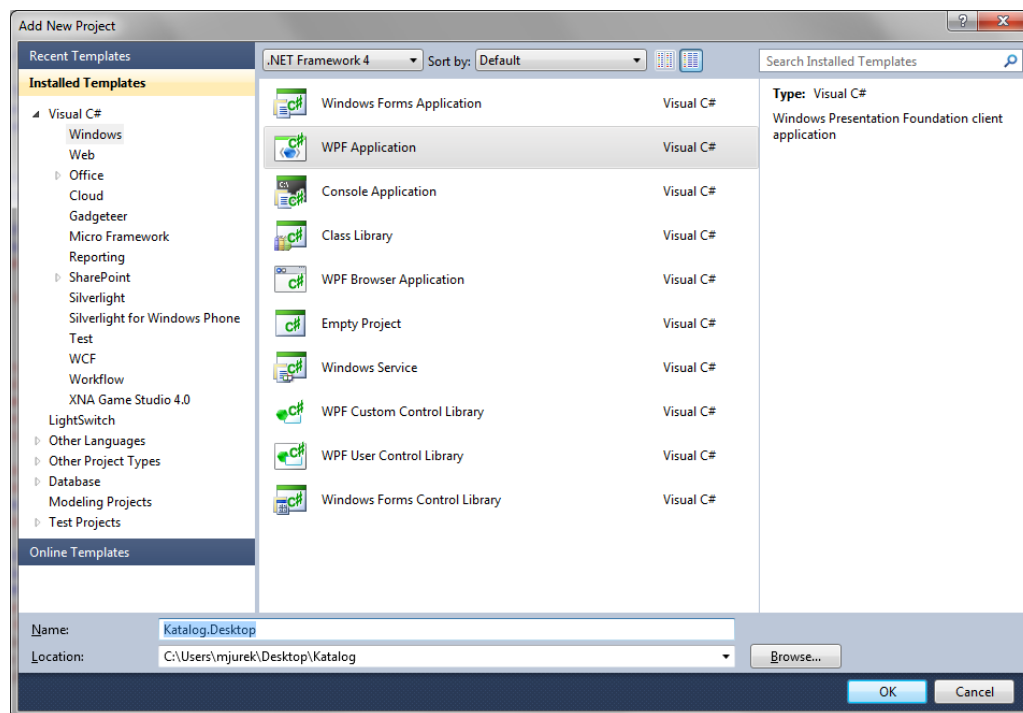 Add New Project
Recent Templates
Installed Templates
Visual C#
Windows
Web
Office
Cloud
Gadgeteer
Micro Framework
Reporting
SharePoint
Silverlight
Silverlight for Windows Phone
Test
WCF
Workflow
XNA Game Studio 4.0
LightSwitch
Other Languages
Other Project Types
Database
Modeling Projects
Test Projects
Online Templates
.NET Framework 4 Sort by: Default
Windows Forms Application Visual C#
WPF Application Visual C#
Console Application Visual C#
Class Library Visual C#
WPF Browser Application Visual C#
Empty Project Visual C#
Windows Service Visual C#
WPF Custom Control Library Visual C#
WPF User Control Library Visual C#
Windows Forms Control Library Visual C#
Search Installed Templates
Type: Visual C#
Windows Presentation Foundation client
application
Name: Katalog.Desktop
Location: C:\Users\mjurek\Desktop\Katalog Browse...
OK Cancel